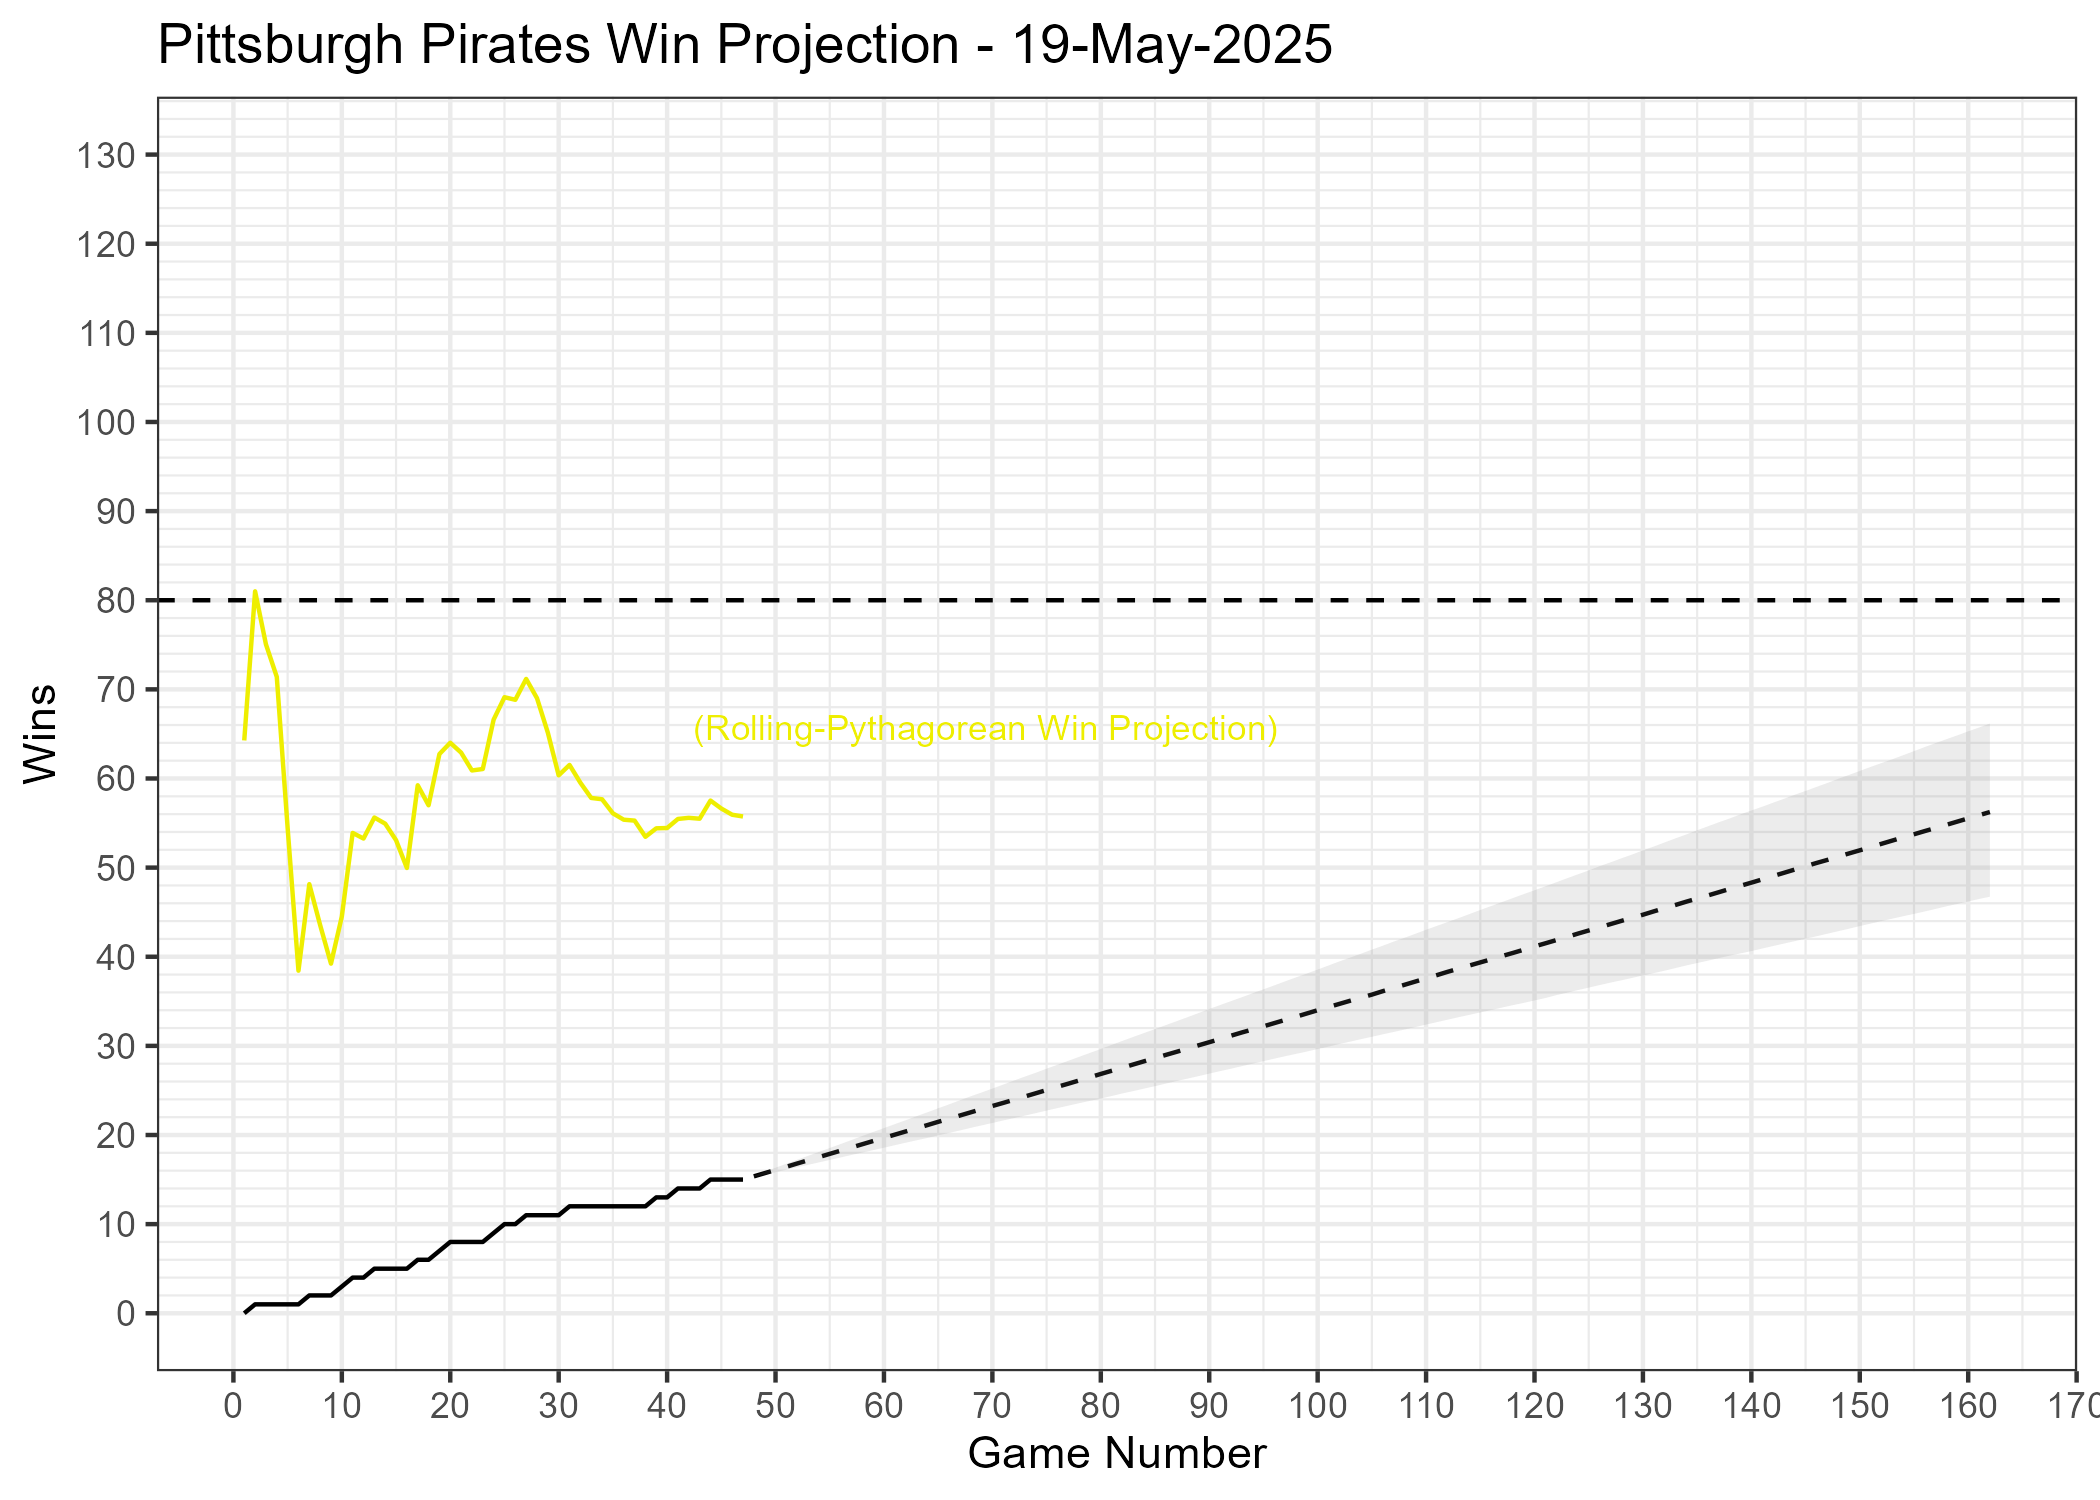 Pittsburgh Pirates Win Projection - 19-May-2025
130
120
110
100
90
80
70
(Rolling-Pythagorean Win Projection)
60
50
40
30
20
10
0
Wins
0 10 20 30 40 50 60 70 80 90 100 110 120 130 140 150 160 170
Game Number